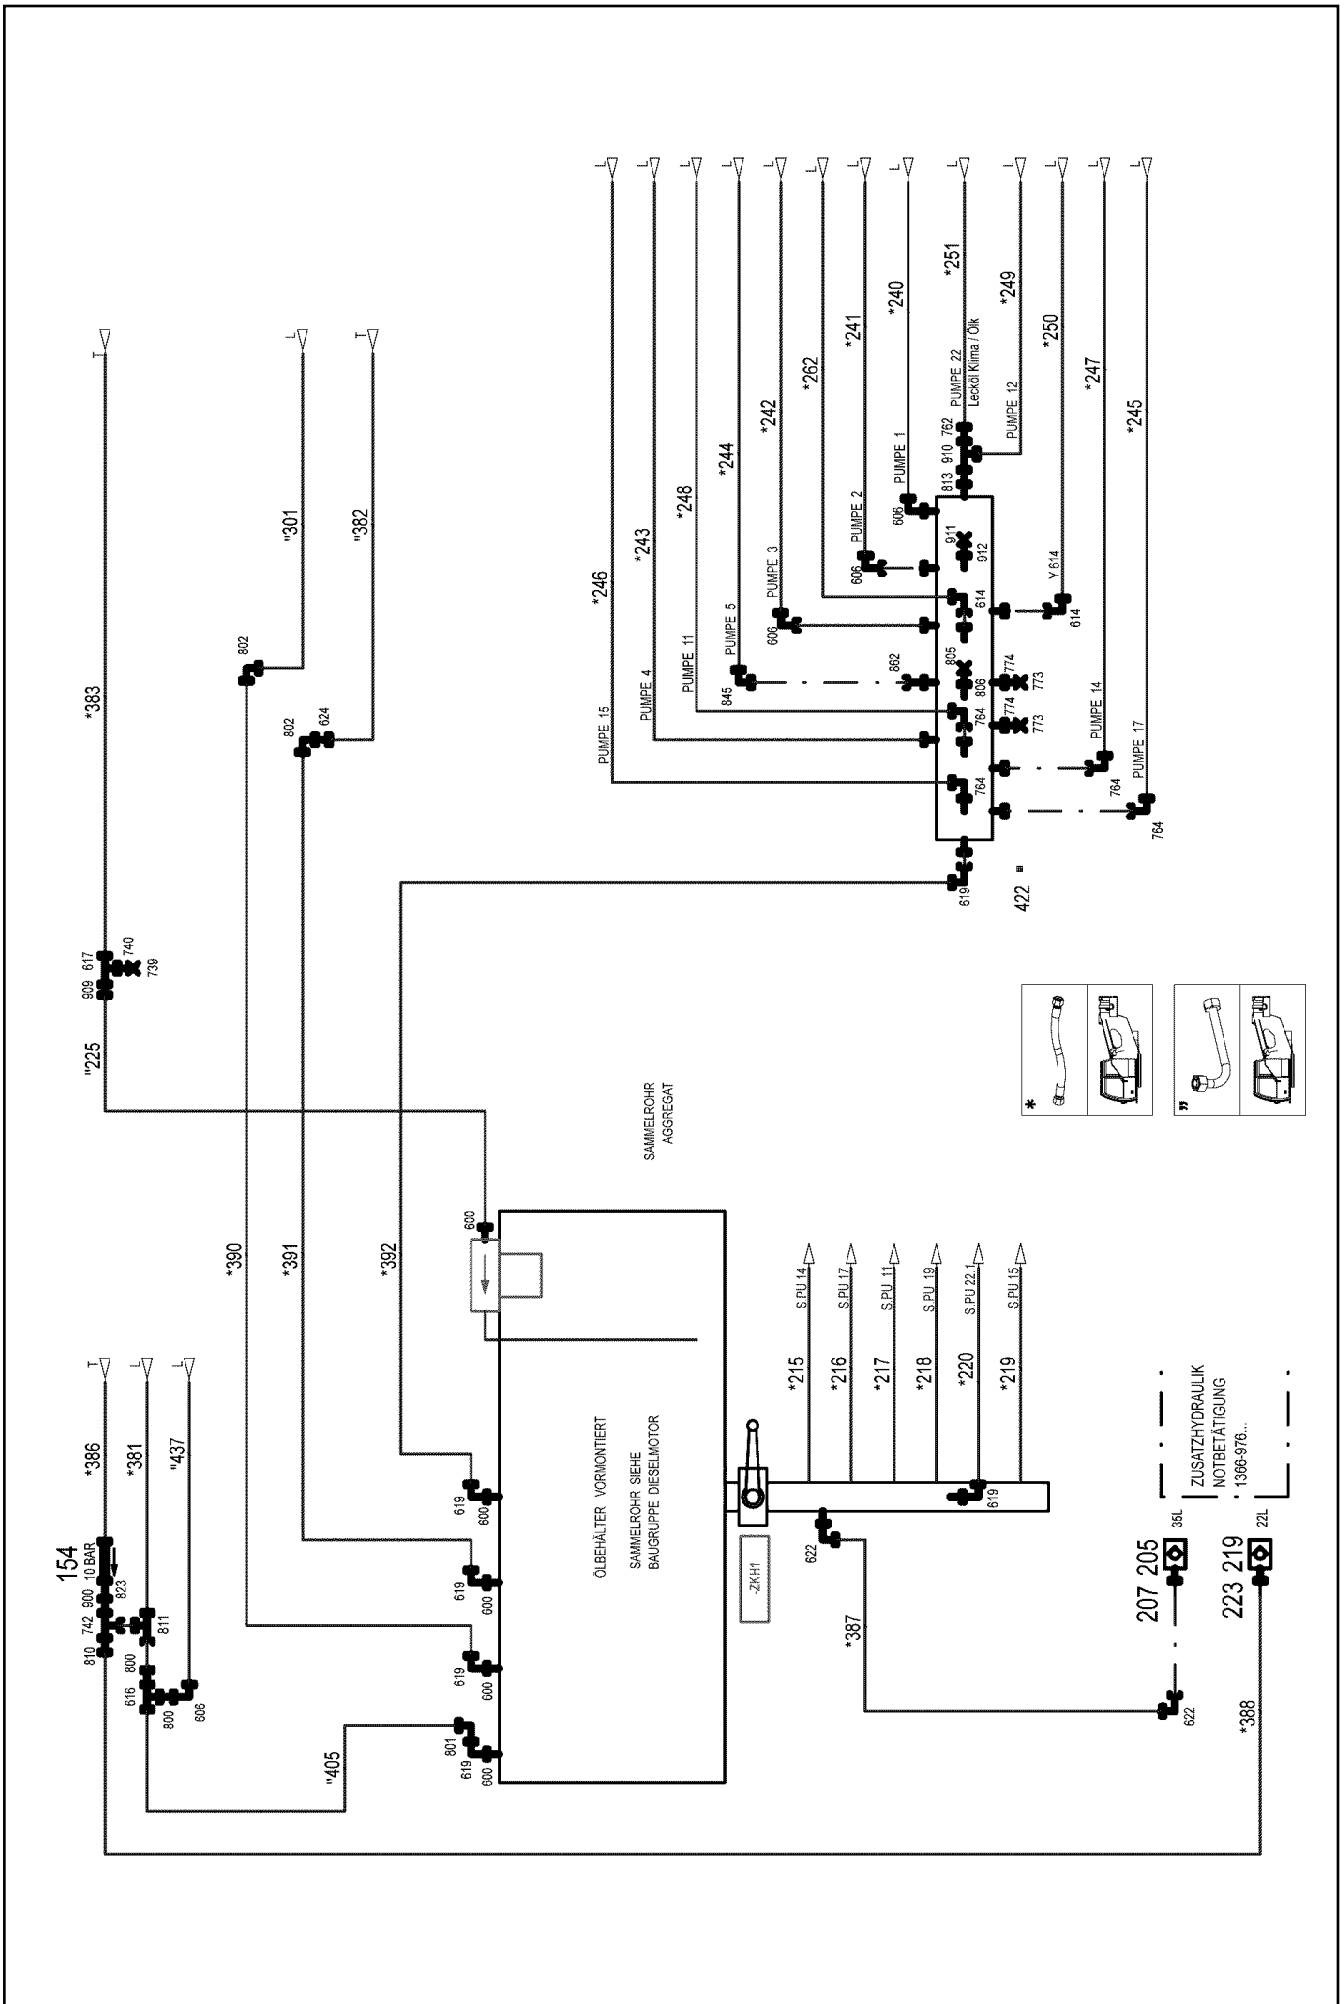 154
10 BAR
*386
T
810
742
900
823
*381
L
811
800
616
800
"437
L
606
"405
801
619
600
"225
909
617
740
739
*383
T
*390
802
"301
L
*391
802
624
"382
T
*392
619
600
619
600
619
600
600
ÖLBEHÄLTER VORMONTIERT
SAMMELROHR SIEHE
BAUGRUPPE DIESELMOTOR
SAMMELROHR
AGGREGAT
PUMPE 15
*246
L
PUMPE 4
*243
L
PUMPE 11
*248
L
845
PUMPE 5
*244
L
606
PUMPE 3
*242
L
*262
L
606
PUMPE 2
*241
L
606
PUMPE 1
*240
L
862
764
764
806
805
614
912
911
813
910
762
PUMPE 22
Lecköl Klima / Ölk
*251
L
PUMPE 12
*249
L
773
774
773
774
614
Y 614
*250
L
764
PUMPE 14
*247
L
764
PUMPE 17
*245
L
619
422
-ZKH1
*215
S.PU 14
*216
S.PU 17
*217
S.PU 11
*218
S.PU 19
*220
S.PU 22.1
*219
S.PU 15
619
622
*387
622
*388
207 205
35L
223 219
22L
ZUSATZHYDRAULIK
NOTBETÄTIGUNG
1366-976...
*
"